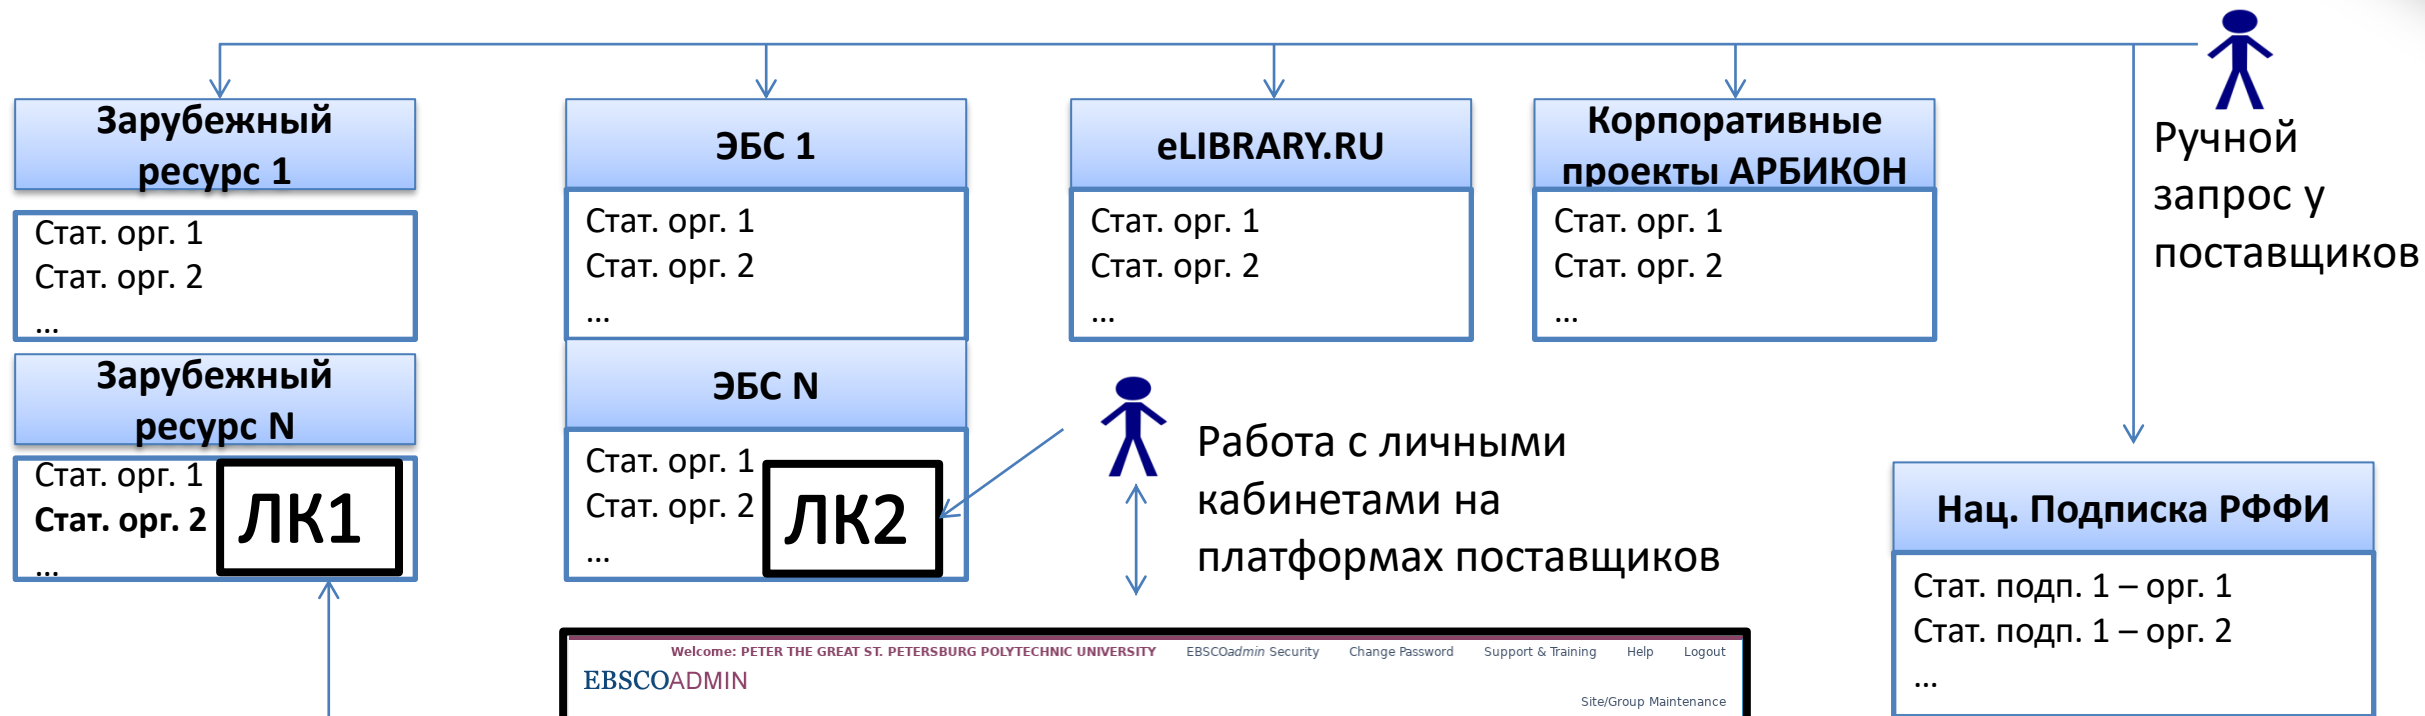 Зарубежный
ресурс 1
Стат. орг. 1
Стат. орг. 2
...
Зарубежный
ресурс N
Стат. орг. 1
Стат. орг. 2
...
ЛК1
ЭБС 1
Стат. орг. 1
Стат. орг. 2
...
ЭБС N
Стат. орг. 1
Стат. орг. 2
...
ЛК2
eLIBRARY.RU
Стат. орг. 1
Стат. орг. 2
...
Корпоративные
проекты АРБИКОН
Стат. орг. 1
Стат. орг. 2
...
Ручной
запрос у
поставщиков
Работа с личными
кабинетами на
платформах поставщиков
Нац. Подписка РФФИ
Стат. подп. 1 – орг. 1
Стат. подп. 1 – орг. 2
...
Welcome: PETER THE GREAT ST. PETERSBURG POLYTECHNIC UNIVERSITY EBSCOadmin Security Change Password Support & Training Help Logout
EBSCOADMIN
Site/Group Maintenance